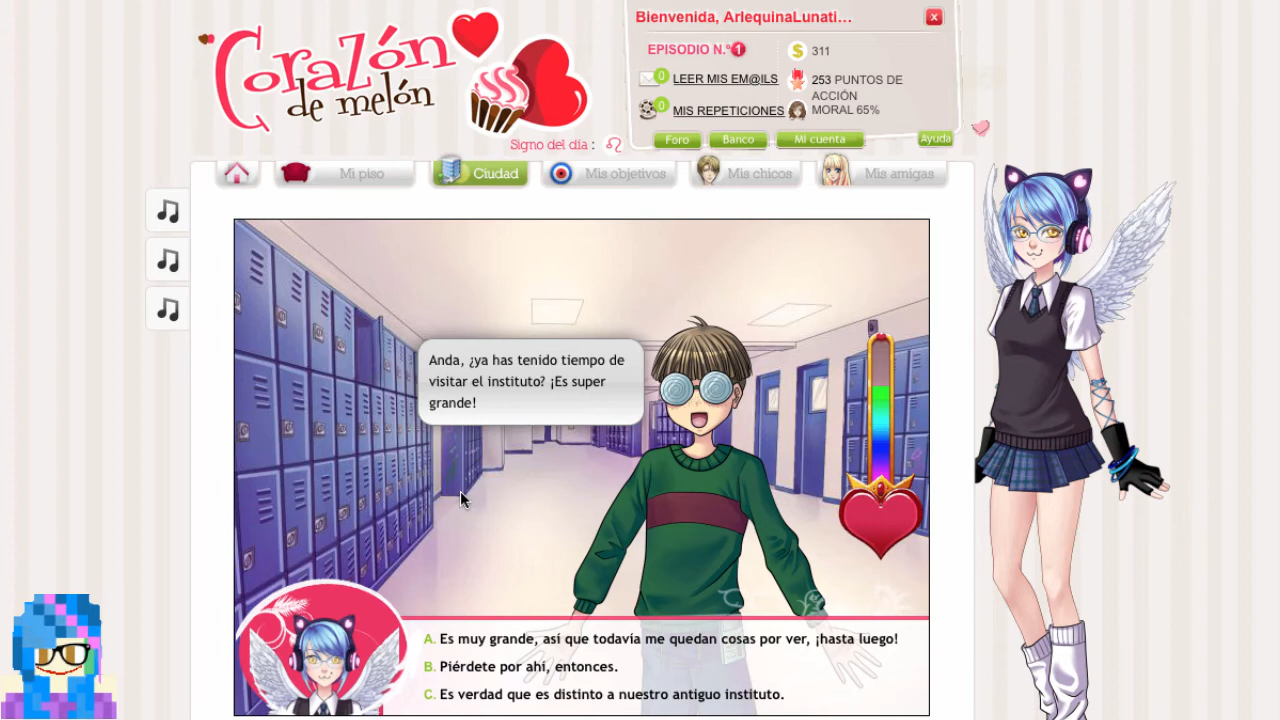 Corazón
de melón
Bienvenida, ArlequinaLunati...
EPISODIO N.º1
311
0 LEER MIS EM@ILS
253 PUNTOS DE
ACCIÓN
0 MIS REPETICIONES
MORAL 65%
Signo del día :
Foro
Banco
Mi cuenta
Ayuda
Mi piso
Ciudad
Mis objetivos
Mis chicos
Mis amigas
Anda, ¿ya has tenido tiempo de
visitar el instituto? ¡Es super
grande!
A. Es muy grande, así que todavía me quedan cosas por ver, ¡hasta luego!
B. Piérdete por ahí, entonces.
C. Es verdad que es distinto a nuestro antiguo instituto.